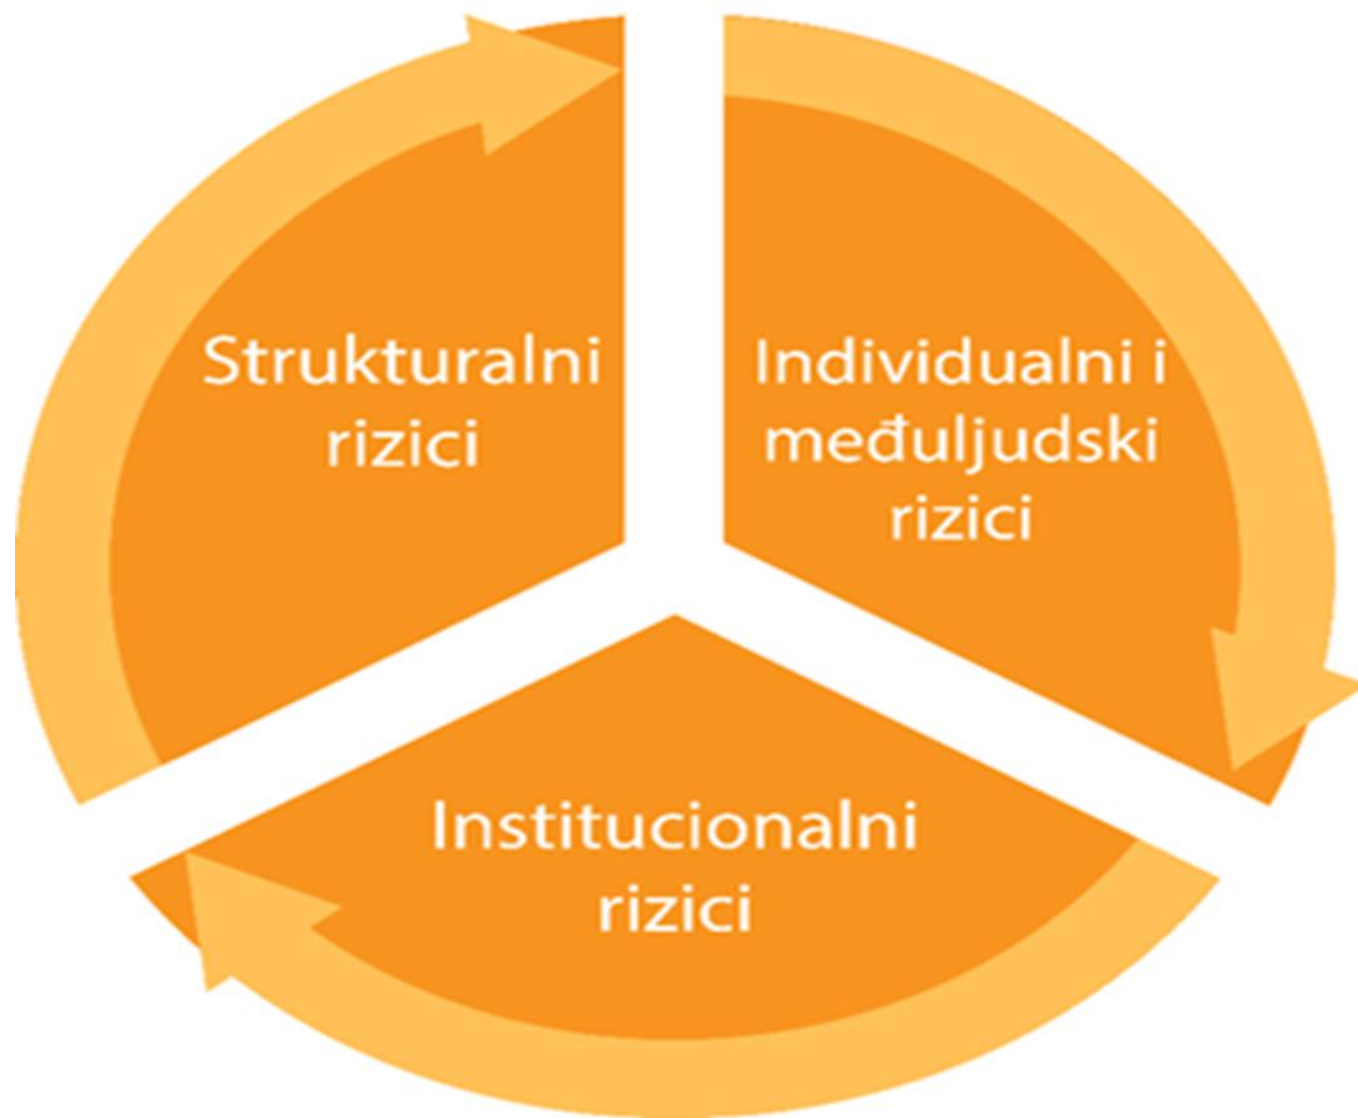 Strukturalni
rizici
Individualni i
međuljudski
rizici
Institucionalni
rizici